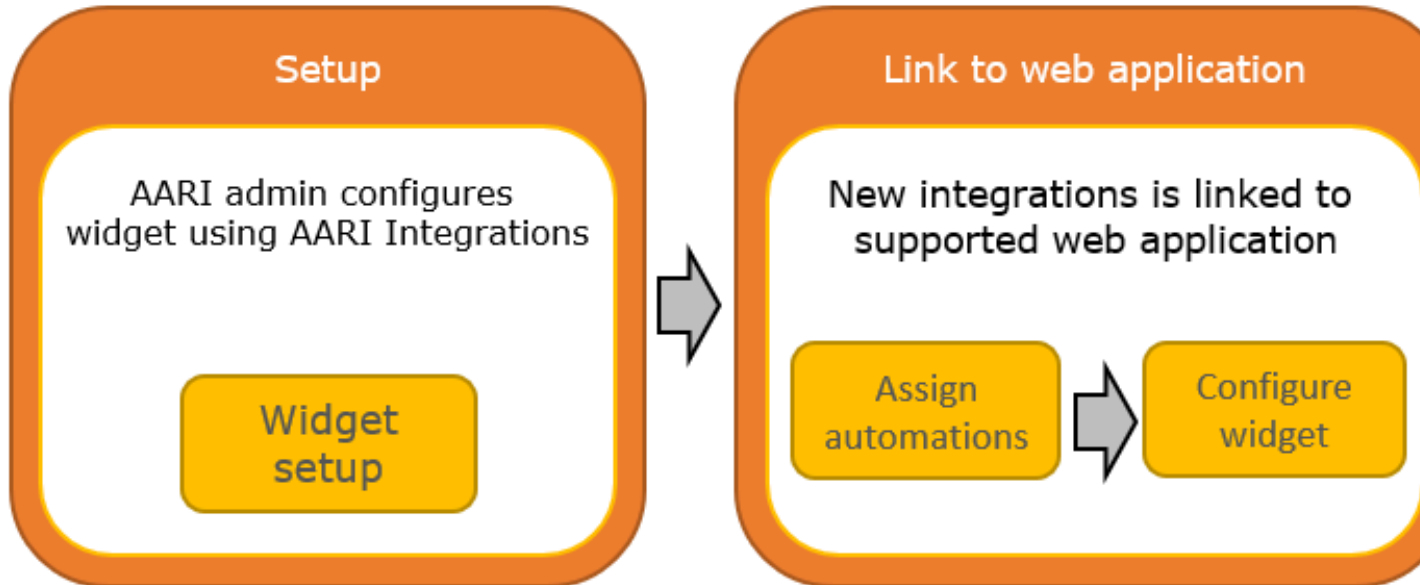 Setup
AARI admin configures
widget using AARI Integrations
Widget
setup
Link to web application
New integrations is linked to
supported web application
Assign
automations
Configure
widget